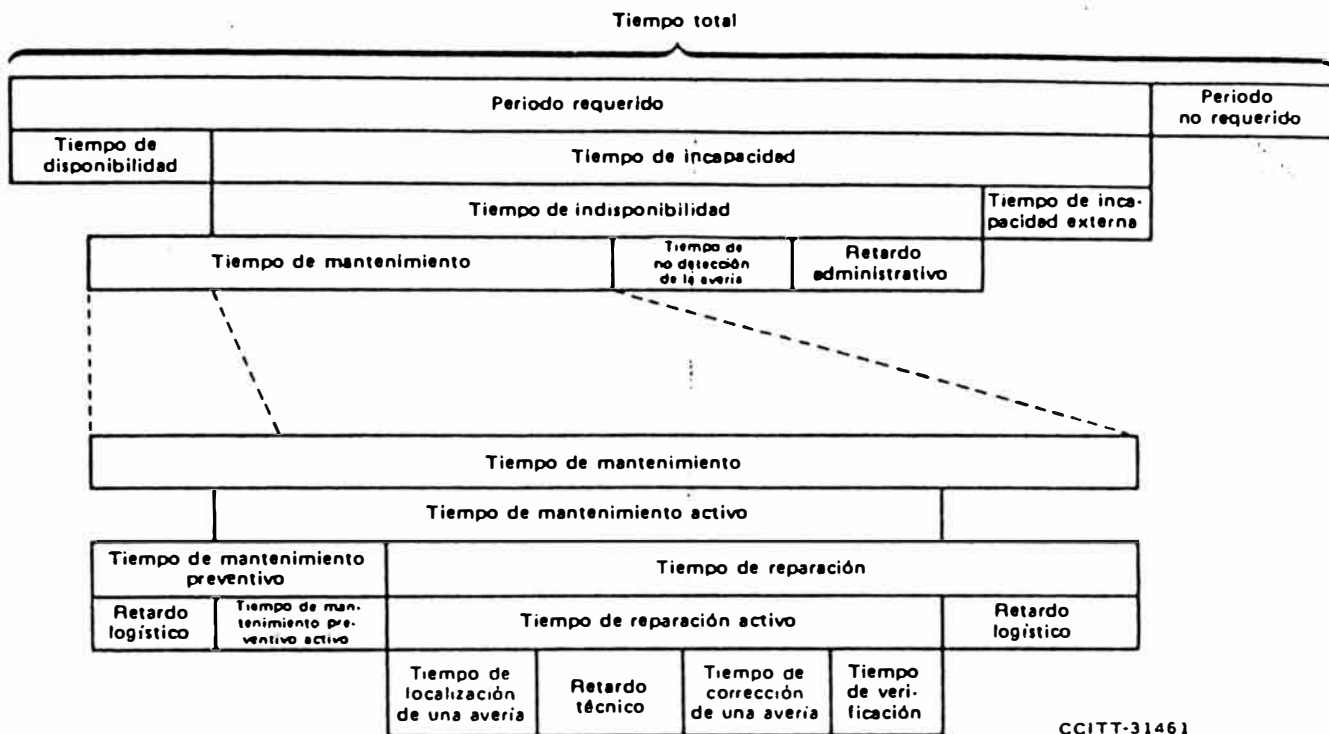 Tiempo total
Periodo requerido
Periodo
no requerido
Tiempo de
disponibilidad
Tiempo de incapacidad
Tiempo de indisponibilidad
Tiempo de inca-
pacidad externa
Tiempo de mantenimiento
Tiempo de
no detección
de la avería
Retardo
administrativo
Tiempo de mantenimiento
Tiempo de mantenimiento activo
Tiempo de mantenimiento
preventivo
Tiempo de reparación
Retardo
logístico
Tiempo de man-
tenimiento pre-
ventivo activo
Tiempo de reparación activo
Retardo
logístico
Tiempo de
localización
de una avería
Retardo
técnico
Tiempo de
corrección
de una avería
Tiempo
de veri-
ficación
CCITT-31461